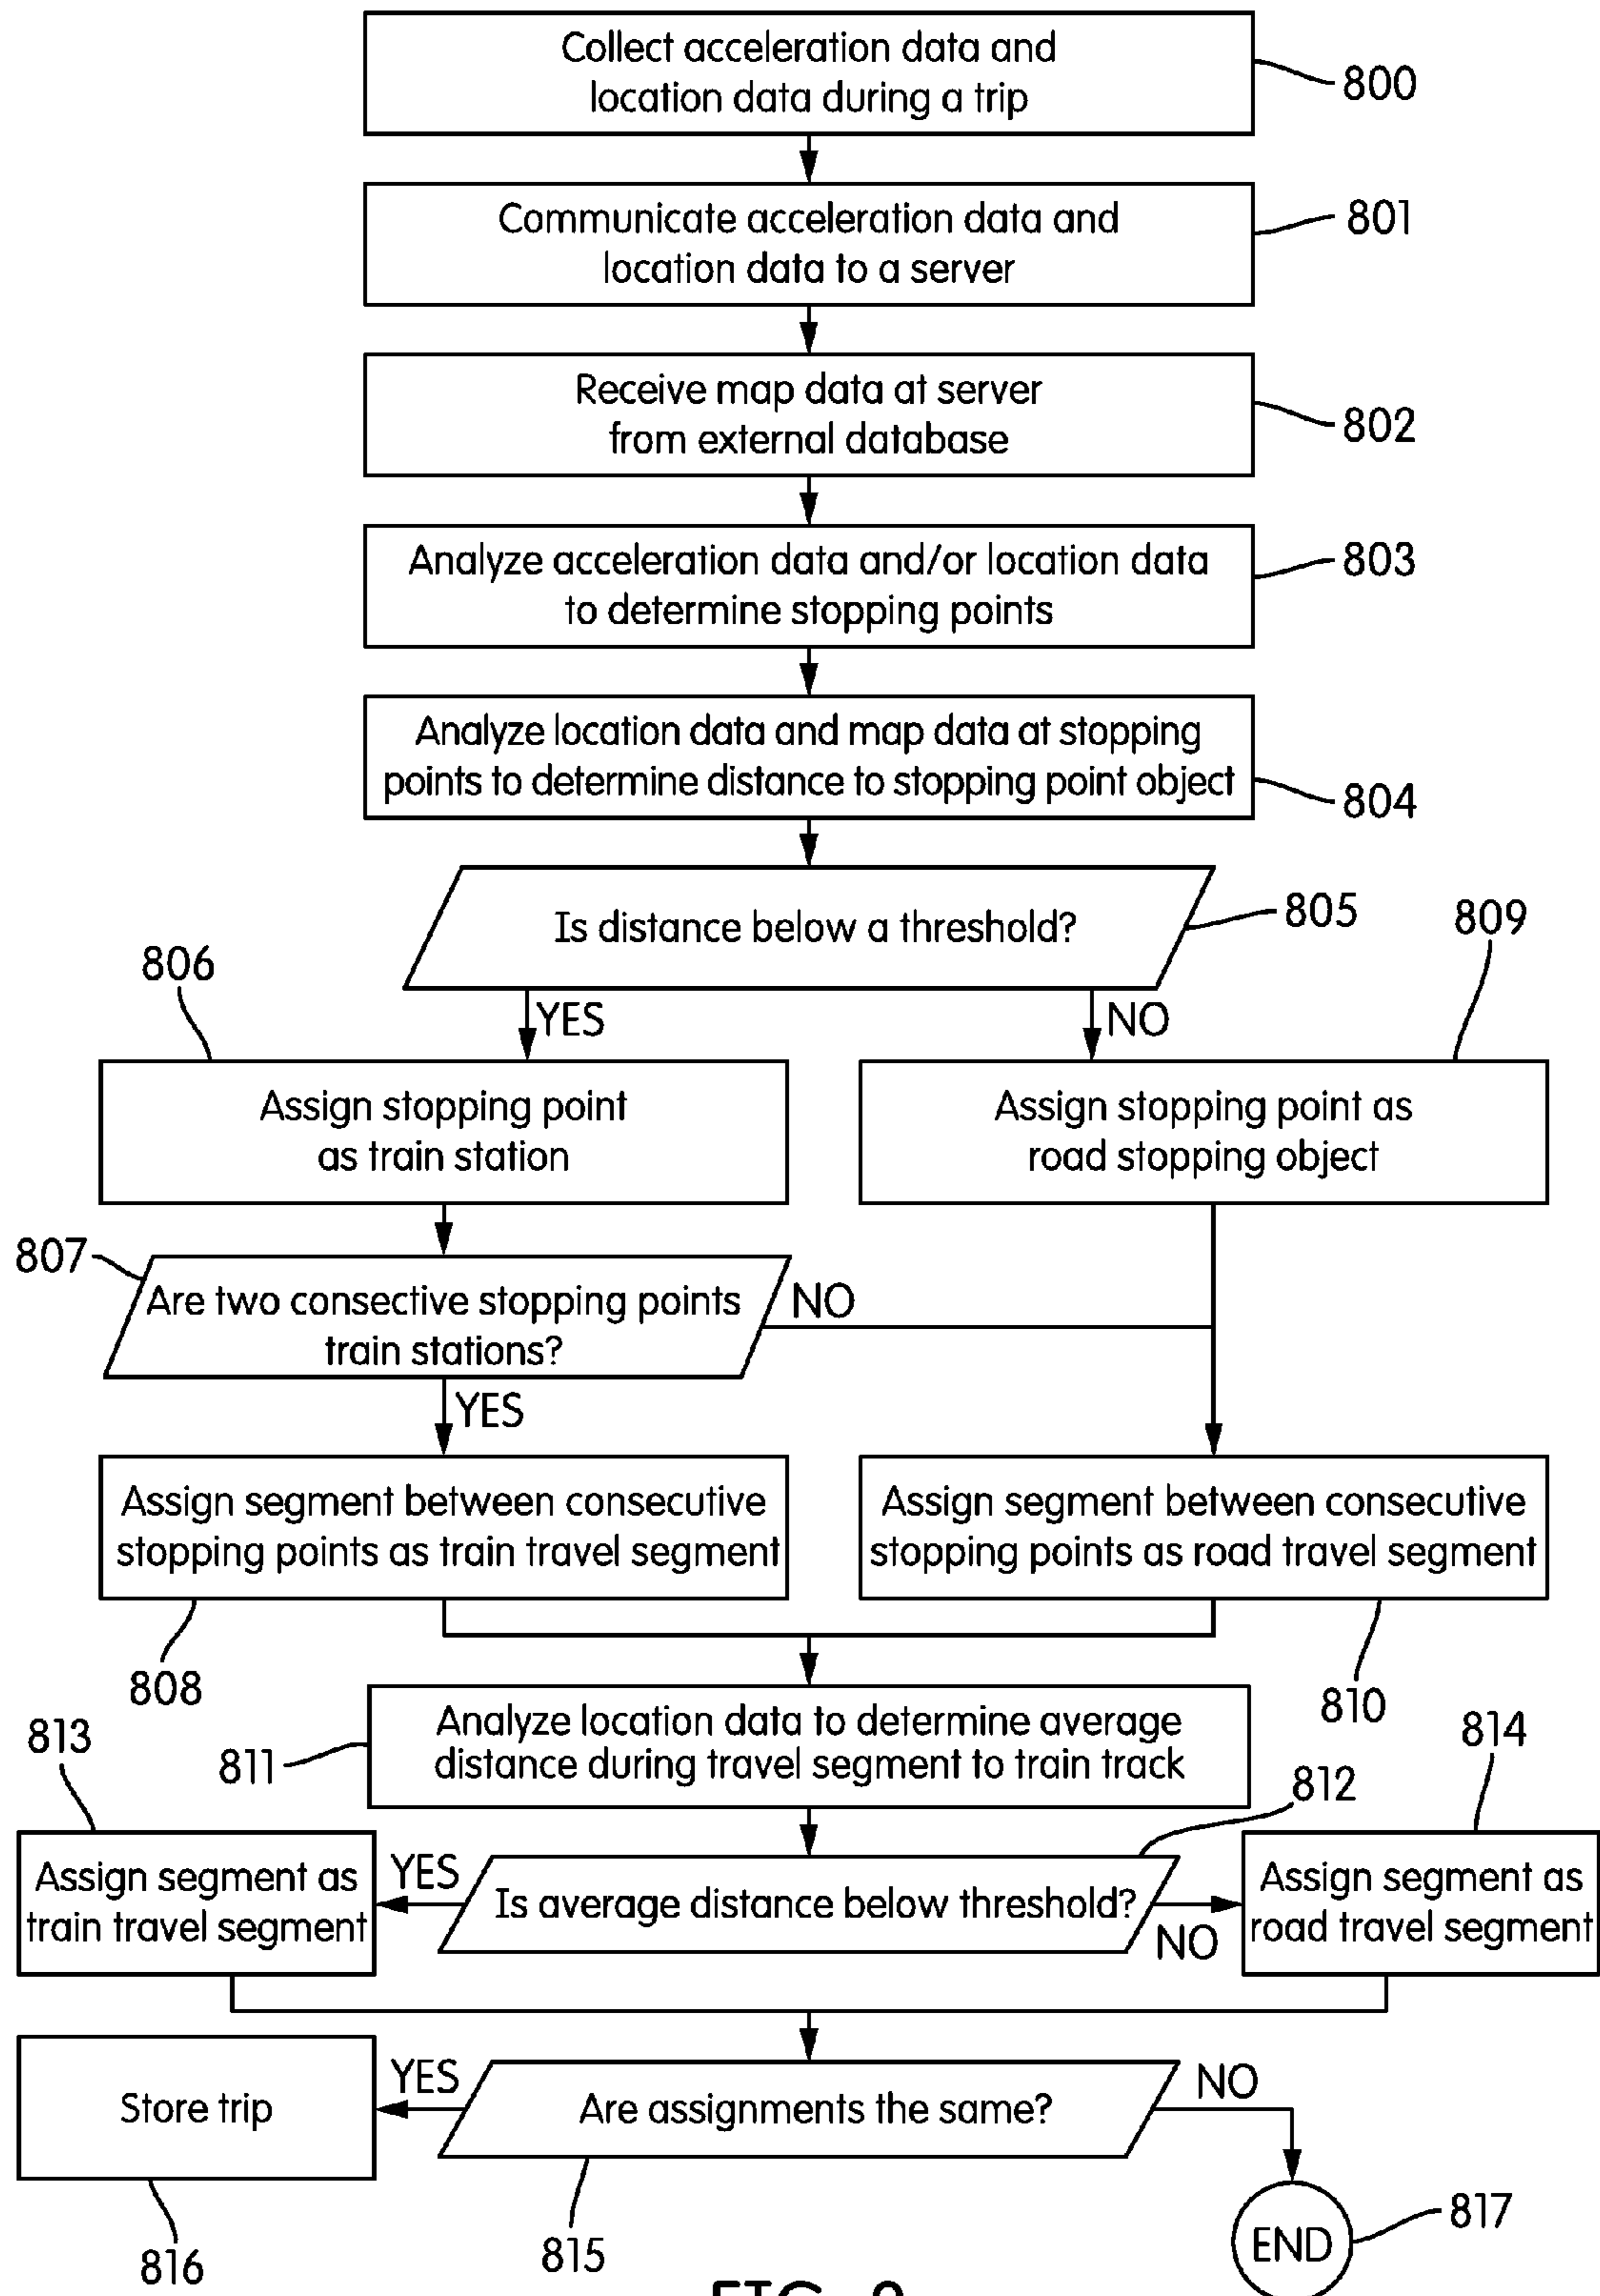 Collect acceleration data and
location data during a trip
800
Communicate acceleration data and
location data to a server
801
Receive map data at server
from external database
802
Analyze acceleration data and/or location data
to determine stopping points
803
Analyze location data and map data at stopping
points to determine distance to stopping point object
804
Is distance below a threshold?
805
809
806
YES
NO
Assign stopping point
as train station
Assign stopping point as
road stopping object
807
Are two consective stopping points
train stations?
NO
YES
Assign segment between consecutive
stopping points as train travel segment
Assign segment between consecutive
stopping points as road travel segment
808
810
813
Analyze location data to determine average
distance during travel segment to train track
811
814
812
Assign segment as
train travel segment
YES
Is average distance below threshold?
NO
Assign segment as
road travel segment
Store trip
YES
Are assignments the same?
NO
816
815
END
817